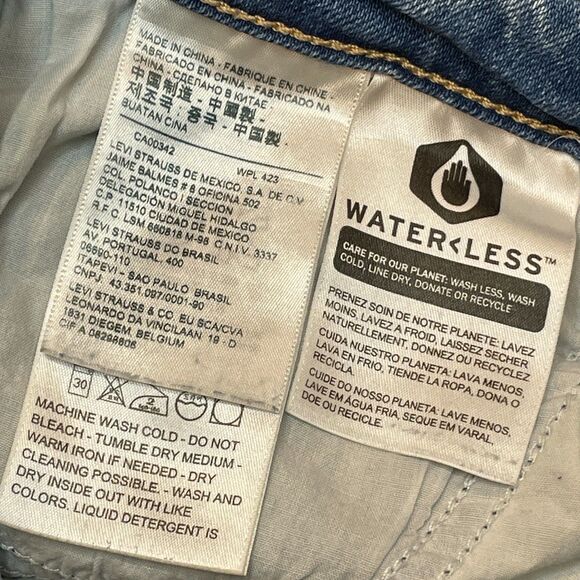 MADE IN CHINA - FABRIQUE EN CHINE -
FABRICADO EN CHINA - FABRICADO NA
CHINA - СДЕЛАНО В КИТАЕ -
中国制造 - 中国製 -
제조국: 중국 - 中國製 -
BUATAN CINA
CA00342 WPL 423
LEVI STRAUSS DE MEXICO, S.A. DE C.V.
JAIME BALMES # 8 OFICINA 502
COL. POLANCO / SECCION
DELEGACIÓN MIGUEL HIDALGO
C.P. 11510 CIUDAD DE MEXICO
R.F.C. LSM 660818 M-98 C N I V. 3337
LEVI STRAUSS DO BRASIL
AV. PORTUGAL, 400
06690-110
ITAPEVI - SAO PAULO BRASIL
CNPJ. 43.351.097/0001-90
LEVI STRAUSS & CO. EU SCA/CVA
LEONARDO DA VINCILAAN 19 - D
1831 DIEGEM, BELGIUM
CIF A 08298806
30
MACHINE WASH COLD - DO NOT
BLEACH - TUMBLE DRY MEDIUM -
WARM IRON IF NEEDED - DRY
CLEANING POSSIBLE. - WASH AND
DRY INSIDE OUT WITH LIKE
COLORS. LIQUID DETERGENT IS
WATER<LESS™
CARE FOR OUR PLANET: WASH LESS, WASH
COLD, LINE DRY, DONATE OR RECYCLE
PRENEZ SOIN DE NOTRE PLANETE: LAVEZ
MOINS, LAVEZ A FROID, LAISSEZ SECHER
NATURELLEMENT, DONNEZ OU RECYCLEZ
CUIDA NUESTRO PLANETA: LAVA MENOS,
LAVA EN FRIO, TIENDE LA ROPA, DONA O
RECICLA.
CUIDE DO NOSSO PLANETA: LAVE MENOS,
LAVE EM ÁGUA FRIA, SEQUE EM VARAL,
DOE OU RECICLE.